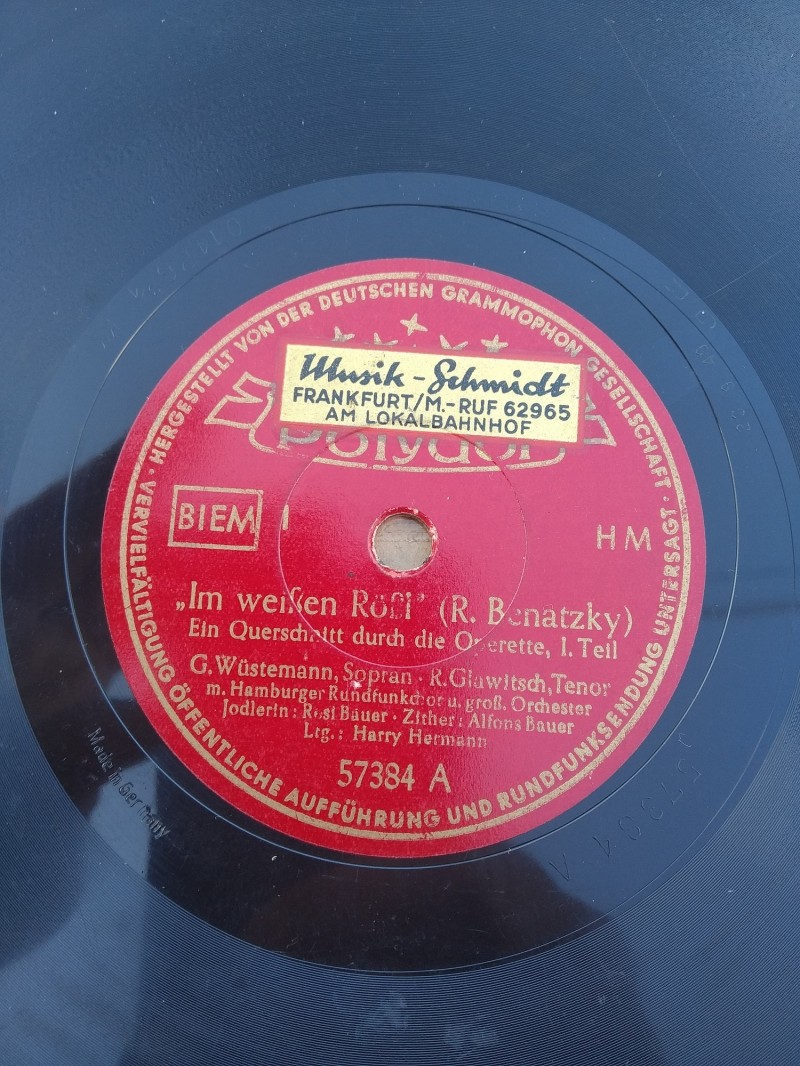 HERGESTELLT VON DER DEUTSCHEN GRAMMOPHON GESELLSCHAFT · VERVIELFÄLTIGUNG ÖFFENTLICHE AUFFÜHRUNG UND RUNDFUNKSENDUNG UNTERSAGT ·
Musik-Schmidt
FRANKFURT/M.-RUF 62965
AM LOKALBAHNHOF
Polydor
BIEM I
HM
„Im weißen Rößl" (R. Benatzky)
Ein Querschnitt durch die Operette, I. Teil
G. Wüstemann, Sopran · R. Glawitsch, Tenor
m. Hamburger Rundfunkchor u. groß. Orchester
Jodlerin: Rosi Bauer · Zither: Alfons Bauer
Ltg: Harry Hermann
57384 A
Made in Germany
57384 A